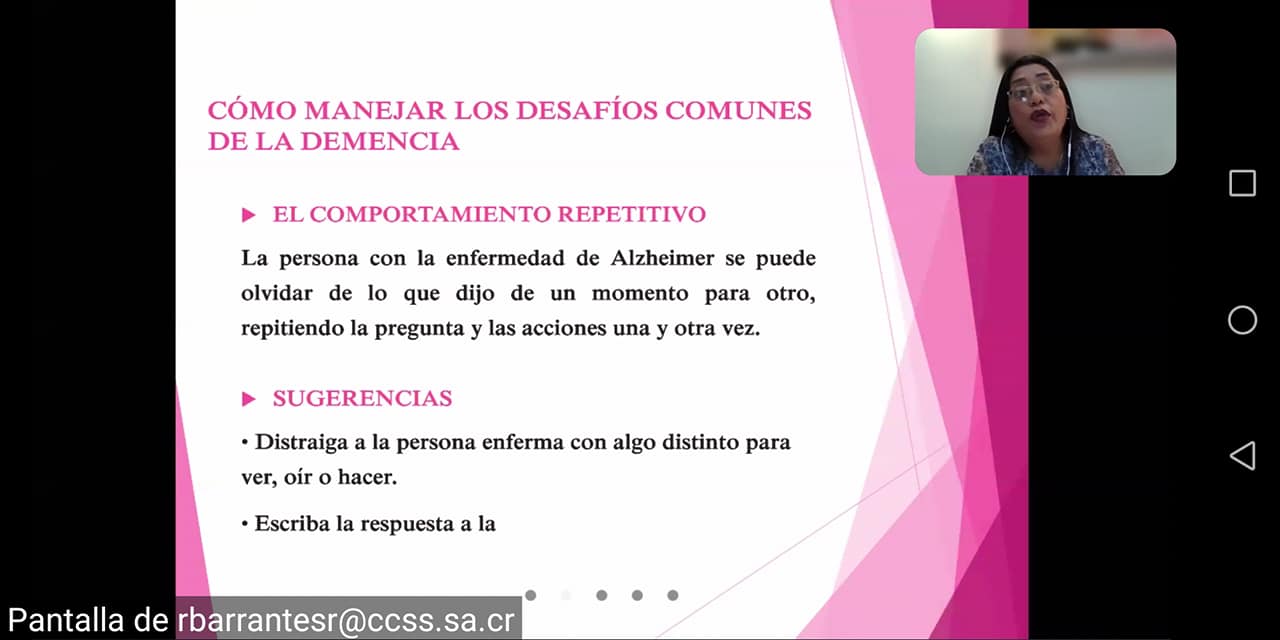 CÓMO MANEJAR LOS DESAFÍOS COMUNES
DE LA DEMENCIA
EL COMPORTAMIENTO REPETITIVO
La persona con la enfermedad de Alzheimer se puede
olvidar de lo que dijo de un momento para otro,
repitiendo la pregunta y las acciones una y otra vez.
SUGERENCIAS
• Distraiga a la persona enferma con algo distinto para
ver, oír o hacer.
• Escriba la respuesta a la
Pantalla de rbarrantesr@ccss.sa.cr